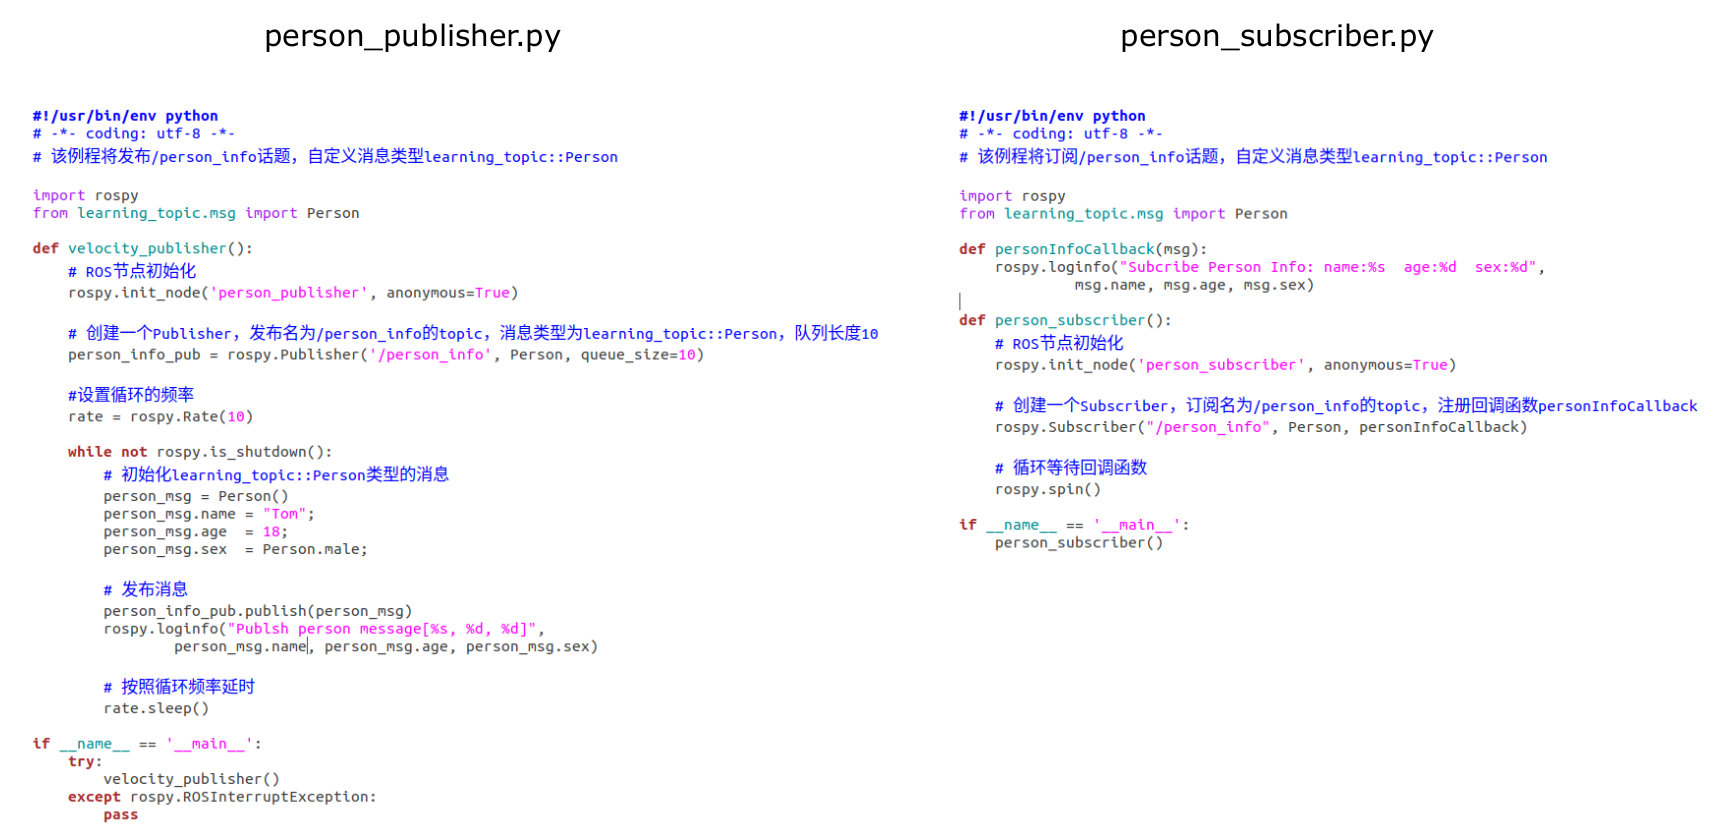 person_publisher.py
#!/usr/bin/env python
# -*- coding: utf-8 -*-
# 该例程将发布/person_info话题，自定义消息类型learning_topic::Person
import rospy
from learning_topic.msg import Person
def velocity_publisher():
# ROS节点初始化
rospy.init_node('person_publisher', anonymous=True)
# 创建一个Publisher，发布名为/person_info的topic，消息类型为learning_topic::Person，队列长度10
person_info_pub = rospy.Publisher('/person_info', Person, queue_size=10)
#设置循环的频率
rate = rospy.Rate(10)
while not rospy.is_shutdown():
# 初始化learning_topic::Person类型的消息
person_msg = Person()
person_msg.name = "Tom";
person_msg.age  = 18;
person_msg.sex  = Person.male;
# 发布消息
person_info_pub.publish(person_msg)
rospy.loginfo("Publsh person message[%s, %d, %d]",
person_msg.name, person_msg.age, person_msg.sex)
# 按照循环频率延时
rate.sleep()
if __name__ == '__main__':
try:
velocity_publisher()
except rospy.ROSInterruptException:
pass
person_subscriber.py
#!/usr/bin/env python
# -*- coding: utf-8 -*-
# 该例程将订阅/person_info话题，自定义消息类型learning_topic::Person
import rospy
from learning_topic.msg import Person
def personInfoCallback(msg):
rospy.loginfo("Subcribe Person Info: name:%s  age:%d  sex:%d",
msg.name, msg.age, msg.sex)
def person_subscriber():
# ROS节点初始化
rospy.init_node('person_subscriber', anonymous=True)
# 创建一个Subscriber，订阅名为/person_info的topic，注册回调函数personInfoCallback
rospy.Subscriber("/person_info", Person, personInfoCallback)
# 循环等待回调函数
rospy.spin()
if __name__ == '__main__':
person_subscriber()